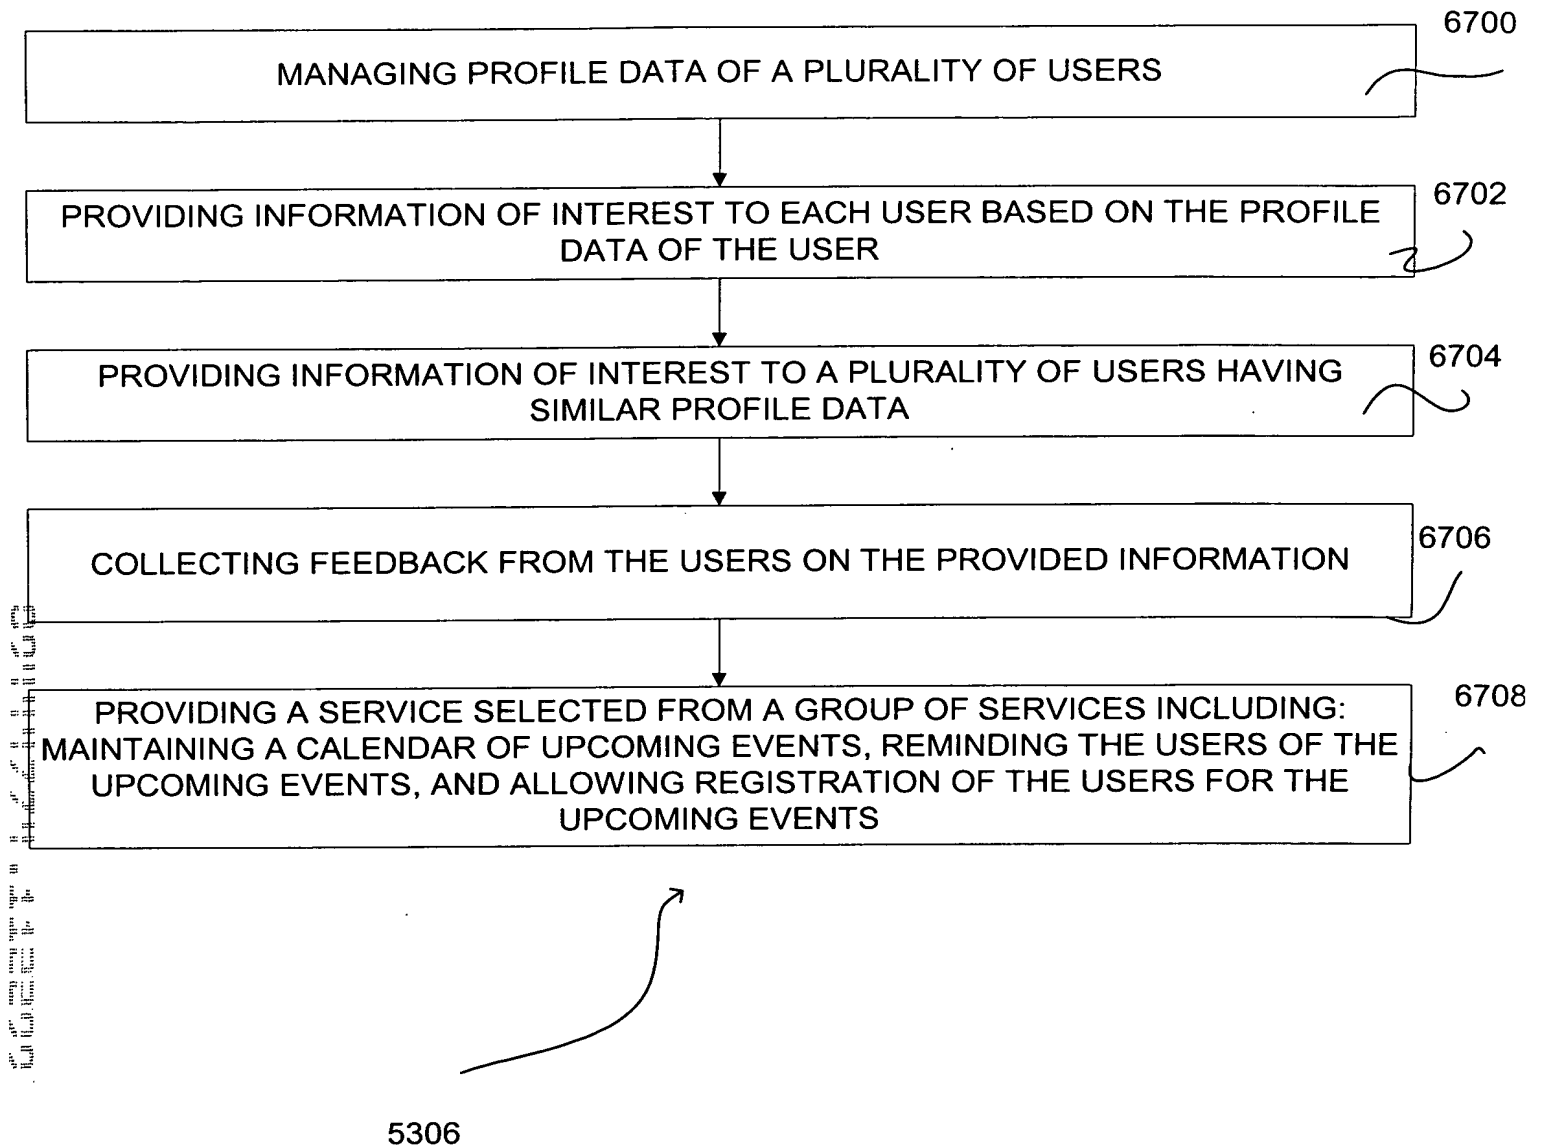 6700
MANAGING PROFILE DATA OF A PLURALITY OF USERS
6702
PROVIDING INFORMATION OF INTEREST TO EACH USER BASED ON THE PROFILE
DATA OF THE USER
6704
PROVIDING INFORMATION OF INTEREST TO A PLURALITY OF USERS HAVING
SIMILAR PROFILE DATA
6706
COLLECTING FEEDBACK FROM THE USERS ON THE PROVIDED INFORMATION
6708
PROVIDING A SERVICE SELECTED FROM A GROUP OF SERVICES INCLUDING:
MAINTAINING A CALENDAR OF UPCOMING EVENTS, REMINDING THE USERS OF THE
UPCOMING EVENTS, AND ALLOWING REGISTRATION OF THE USERS FOR THE
UPCOMING EVENTS
5306